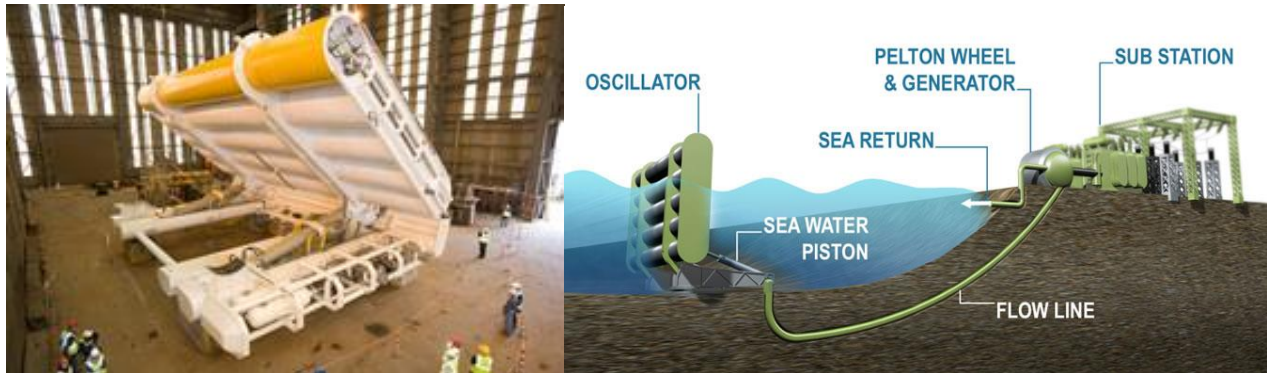 OSCILLATOR
PELTON WHEEL
& GENERATOR
SUB STATION
SEA RETURN
SEA WATER
PISTON
FLOW LINE